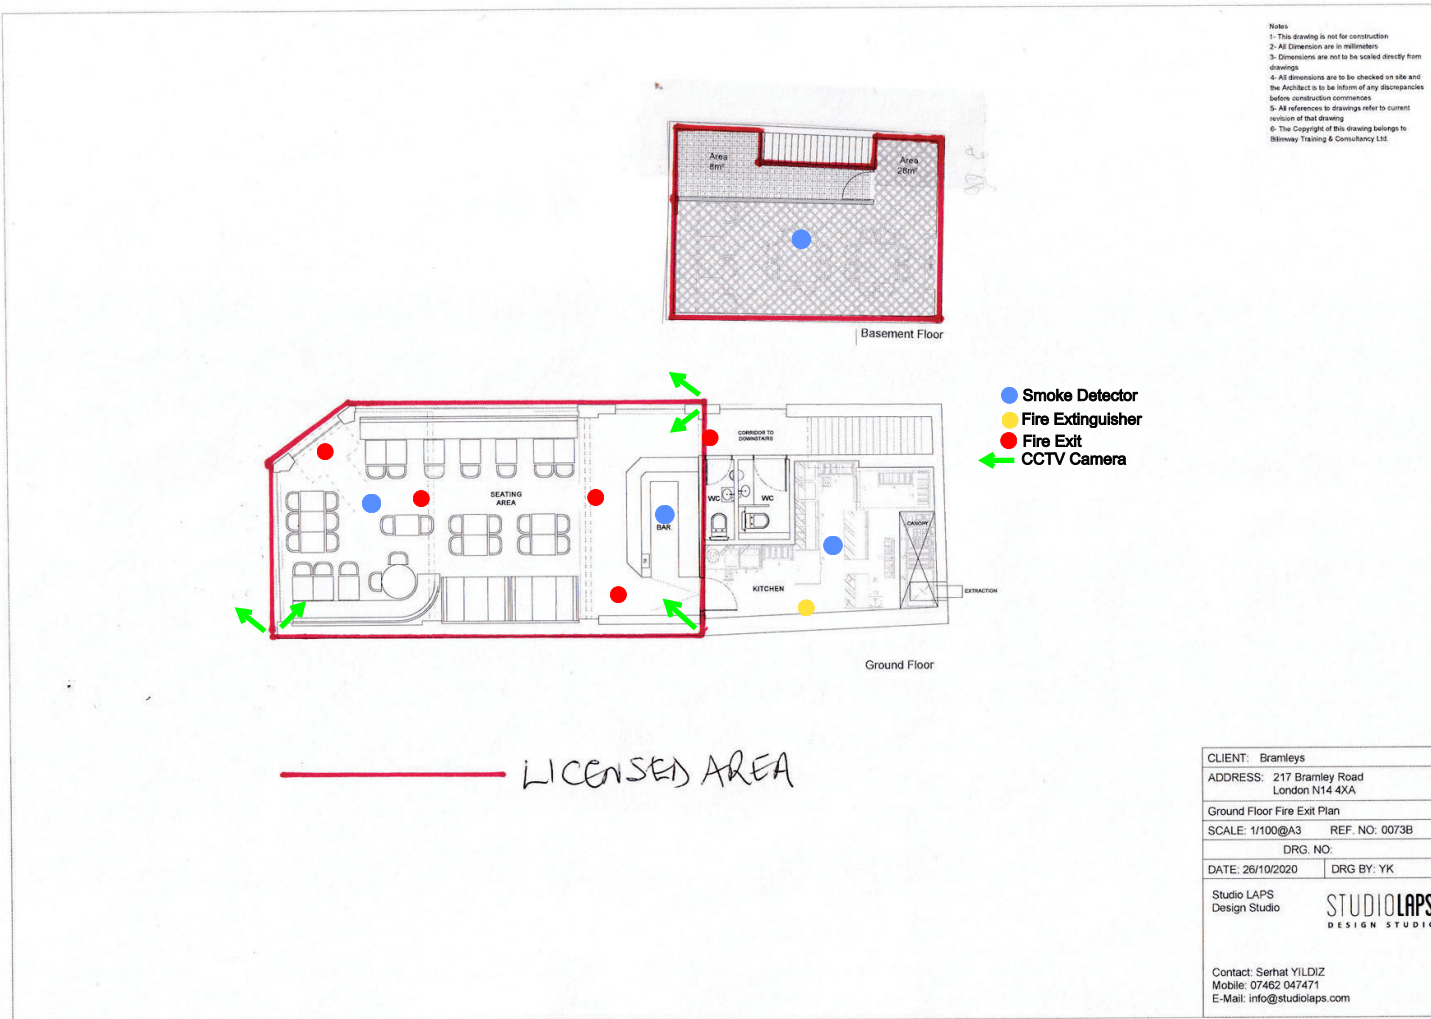 Notes
1- This drawing is not for construction
2- All Dimension are in millimeters
3- Dimensions are not to be scaled directly from
drawings
4- All dimensions are to be checked on site and
the Architect is to be inform of any discrepancies
before construction commences
5- All references to drawings refer to current
revision of that drawing
6- The Copyright of this drawing belongs to
Bilimway Training & Consultancy Ltd.
Area
8m²
Area
26m²
Basement Floor
Smoke Detector
Fire Extinguisher
Fire Exit
CCTV Camera
CORRIDOR TO
DOWNSTAIRS
SEATING
AREA
WC
WC
BAR
CANOPY
KITCHEN
EXTRACTION
Ground Floor
LICENSED AREA
CLIENT: Bramleys
ADDRESS: 217 Bramley Road
London N14 4XA
Ground Floor Fire Exit Plan
SCALE: 1/100@A3 REF. NO: 0073B
DRG. NO:
DATE: 26/10/2020 DRG BY: YK
Studio LAPS
Design Studio
STUDIOLAPS
DESIGN STUDIO
Contact: Serhat YILDIZ
Mobile: 07462 047471
E-Mail: info@studiolaps.com